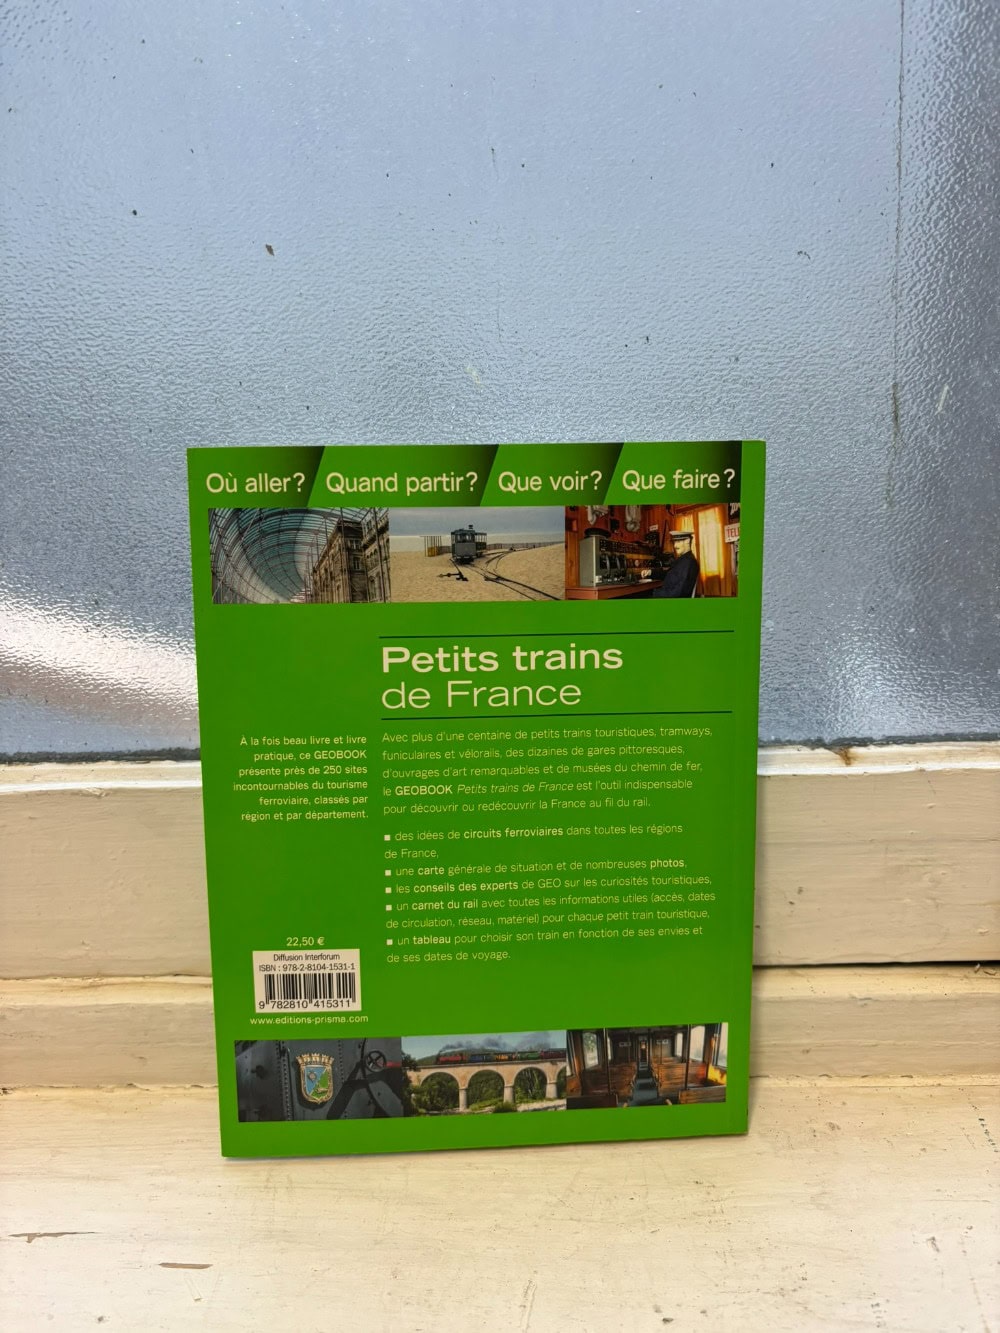 Où aller? Quand partir? Que voir? Que faire?
TEL
Petits trains
de France
À la fois beau livre et livre
pratique, ce GEOBOOK
présente près de 250 sites
incontournables du tourisme
ferroviaire, classés par
région et par département.
Avec plus d'une centaine de petits trains touristiques, tramways,
funiculaires et vélorails, des dizaines de gares pittoresques,
d'ouvrages d'art remarquables et de musées du chemin de fer,
le GEOBOOK Petits trains de France est l'outil indispensable
pour découvrir ou redécouvrir la France au fil du rail.
■ des idées de circuits ferroviaires dans toutes les régions
de France,
■ une carte générale de situation et de nombreuses photos,
■ les conseils des experts de GEO sur les curiosités touristiques,
■ un carnet du rail avec toutes les informations utiles (accès, dates
de circulation, réseau, matériel) pour chaque petit train touristique,
■ un tableau pour choisir son train en fonction de ses envies et
de ses dates de voyage.
22,50 €
Diffusion Interforum
ISBN : 978-2-8104-1531-1
9 782810 415311
www.editions-prisma.com